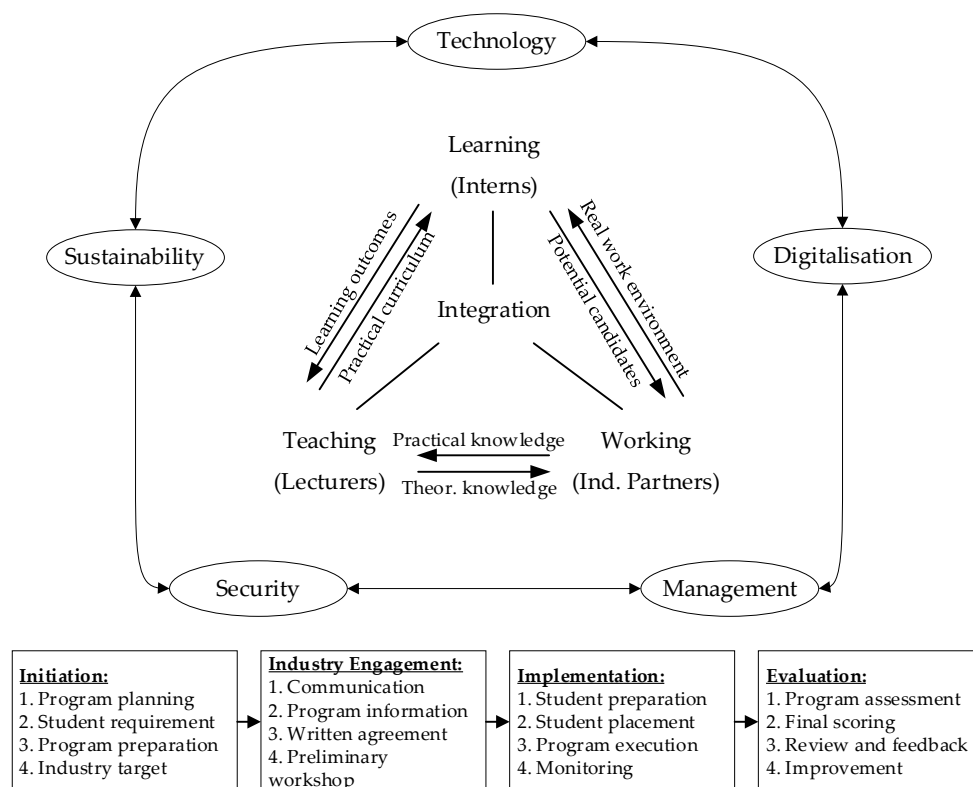 Technology
Learning
(Interns)
Sustainability
Digitalisation
Learning outcomes
Practical curriculum
Real work environment
Potential candidates
Integration
Teaching
(Lecturers)
Practical knowledge
Theor. knowledge
Working
(Ind. Partners)
Security
Management
Initiation:
1. Program planning
2. Student requirement
3. Program preparation
4. Industry target
Industry Engagement:
1. Communication
2. Program information
3. Written agreement
4. Preliminary
workshop
Implementation:
1. Student preparation
2. Student placement
3. Program execution
4. Monitoring
Evaluation:
1. Program assessment
2. Final scoring
3. Review and feedback
4. Improvement